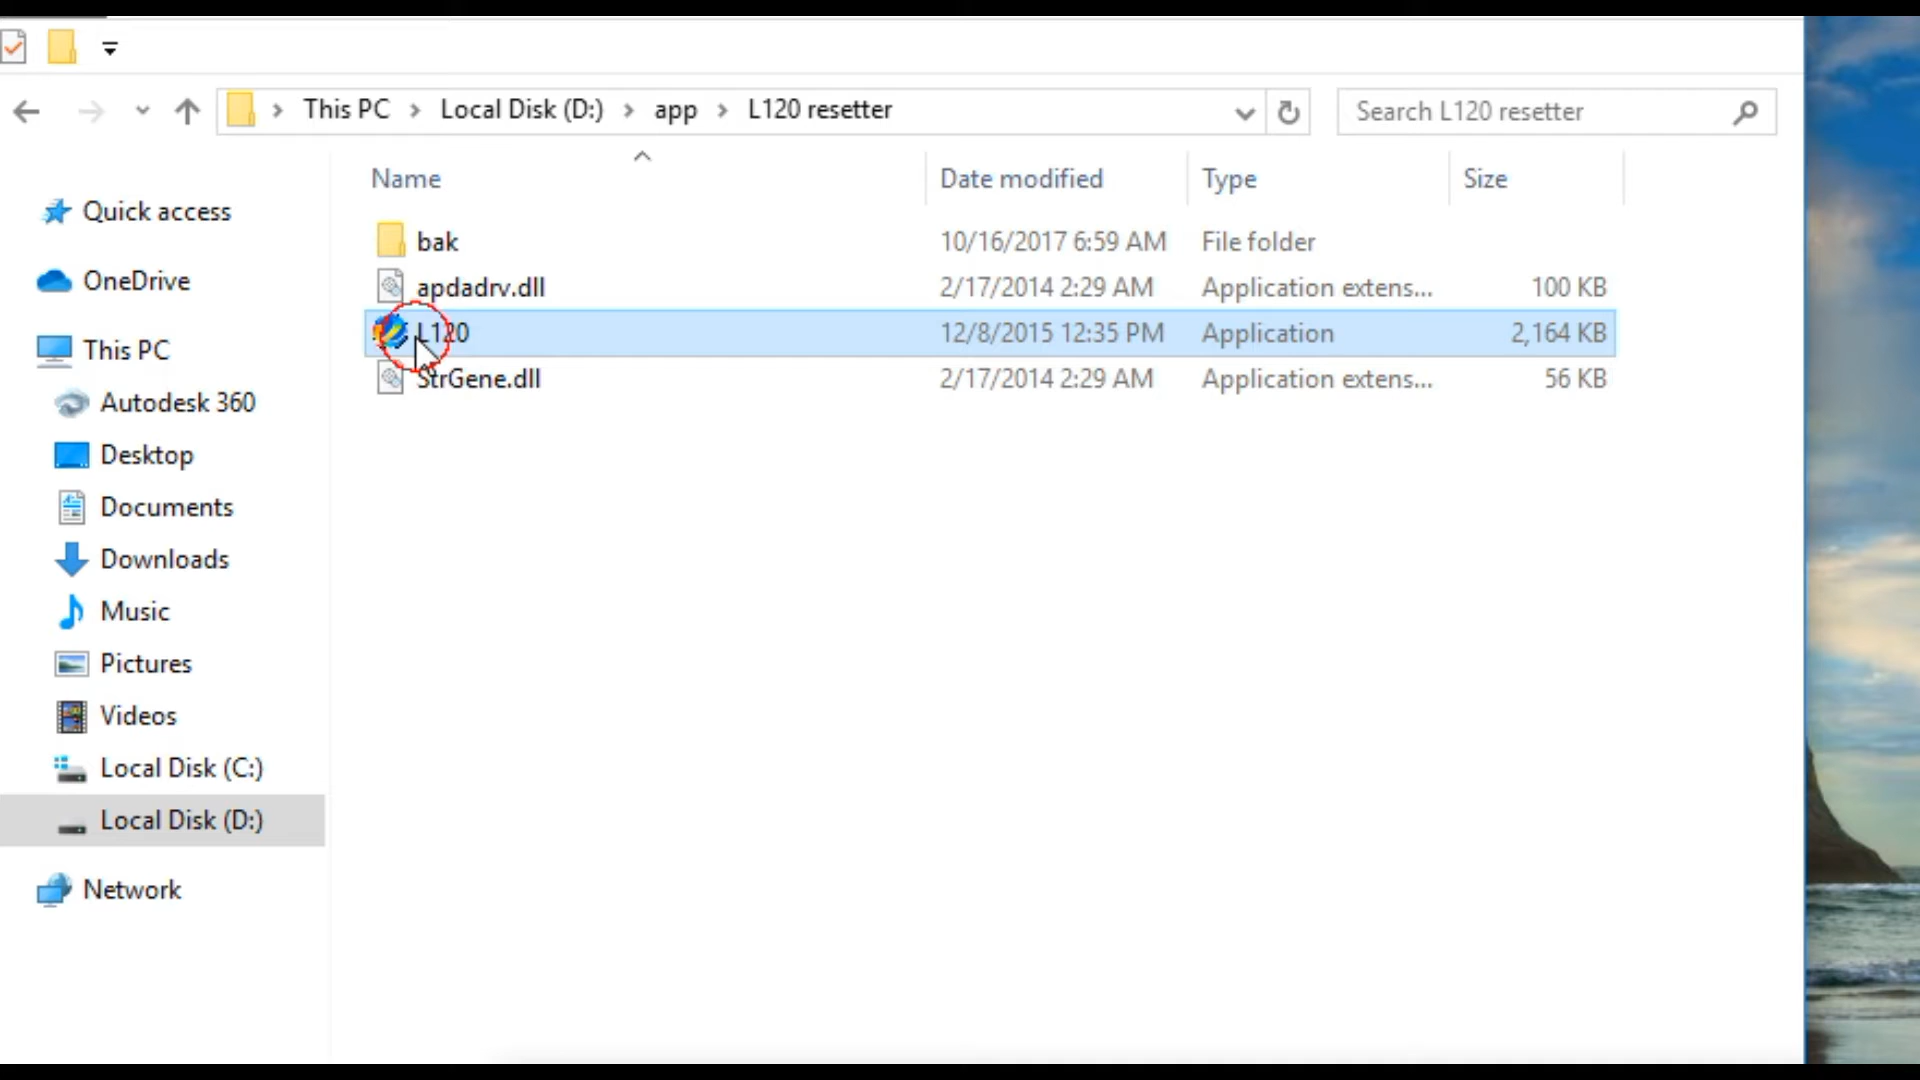 This PC > Local Disk (D:) > app > L120 resetter
Search L120 resetter
Name Date modified Type Size
Quick access
OneDrive
This PC
Autodesk 360
Desktop
Documents
Downloads
Music
Pictures
Videos
Local Disk (C:)
Local Disk (D:)
Network
bak 10/16/2017 6:59 AM File folder
apdadrv.dll 2/17/2014 2:29 AM Application extens... 100 KB
L120 12/8/2015 12:35 PM Application 2,164 KB
StrGene.dll 2/17/2014 2:29 AM Application extens... 56 KB